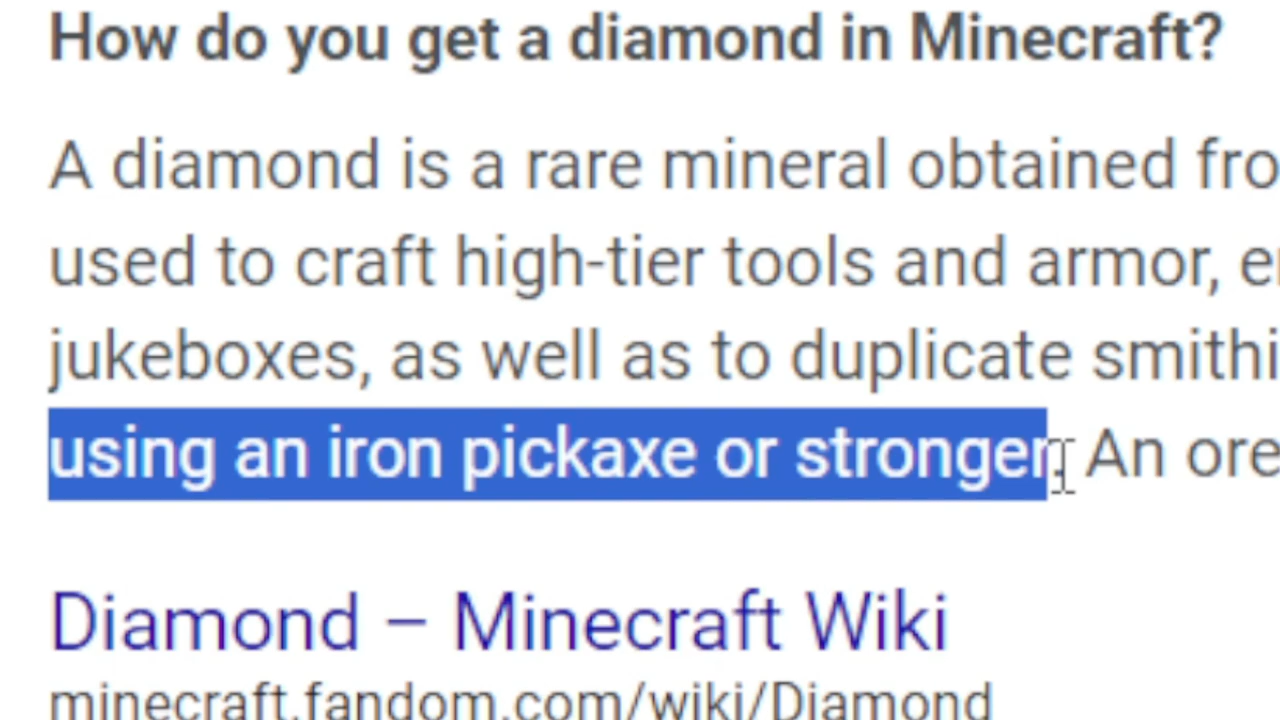 How do you get a diamond in Minecraft?
A diamond is a rare mineral obtained fro
used to craft high-tier tools and armor, e
jukeboxes, as well as to duplicate smithi
using an iron pickaxe or stronger. An ore
Diamond – Minecraft Wiki
minecraft.fandom.com/wiki/Diamond